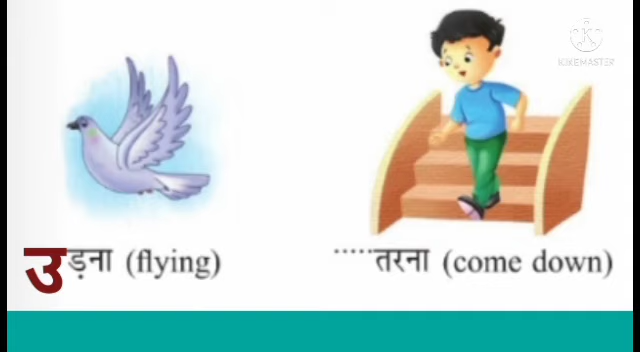 KINEMASTER
उड़ना (flying)
.....तरना (come down)